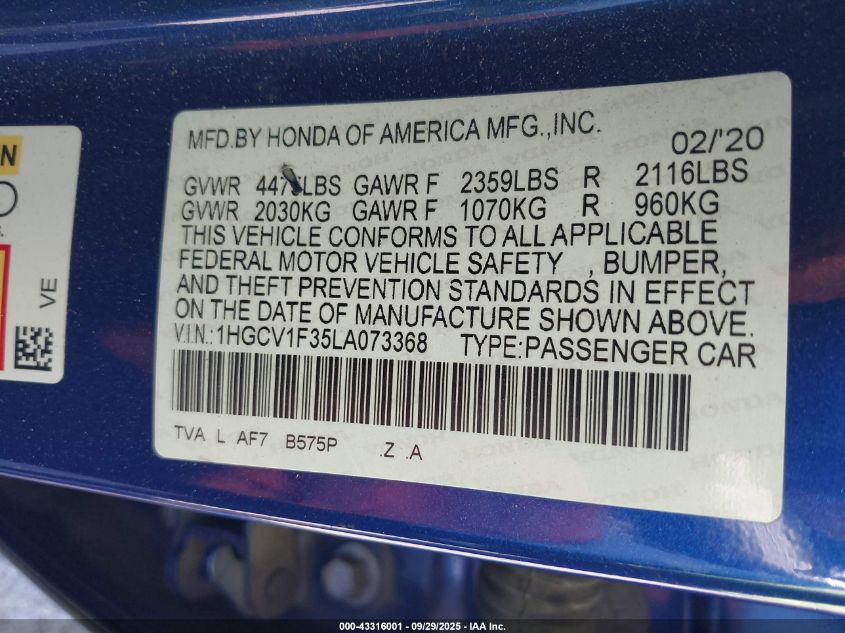 MFD.BY HONDA OF AMERICA MFG.,INC. 02/'20
GVWR 4475LBS GAWR F 2359LBS R 2116LBS
GVWR 2030KG GAWR F 1070KG R 960KG
THIS VEHICLE CONFORMS TO ALL APPLICABLE
FEDERAL MOTOR VEHICLE SAFETY , BUMPER,
AND THEFT PREVENTION STANDARDS IN EFFECT
ON THE DATE OF MANUFACTURE SHOWN ABOVE.
V.I.N.:1HGCV1F35LA073368 TYPE:PASSENGER CAR
TVA L AF7 B575P .Z .A
VE
000-43316001 | 09/29/2025 - IAA Inc.